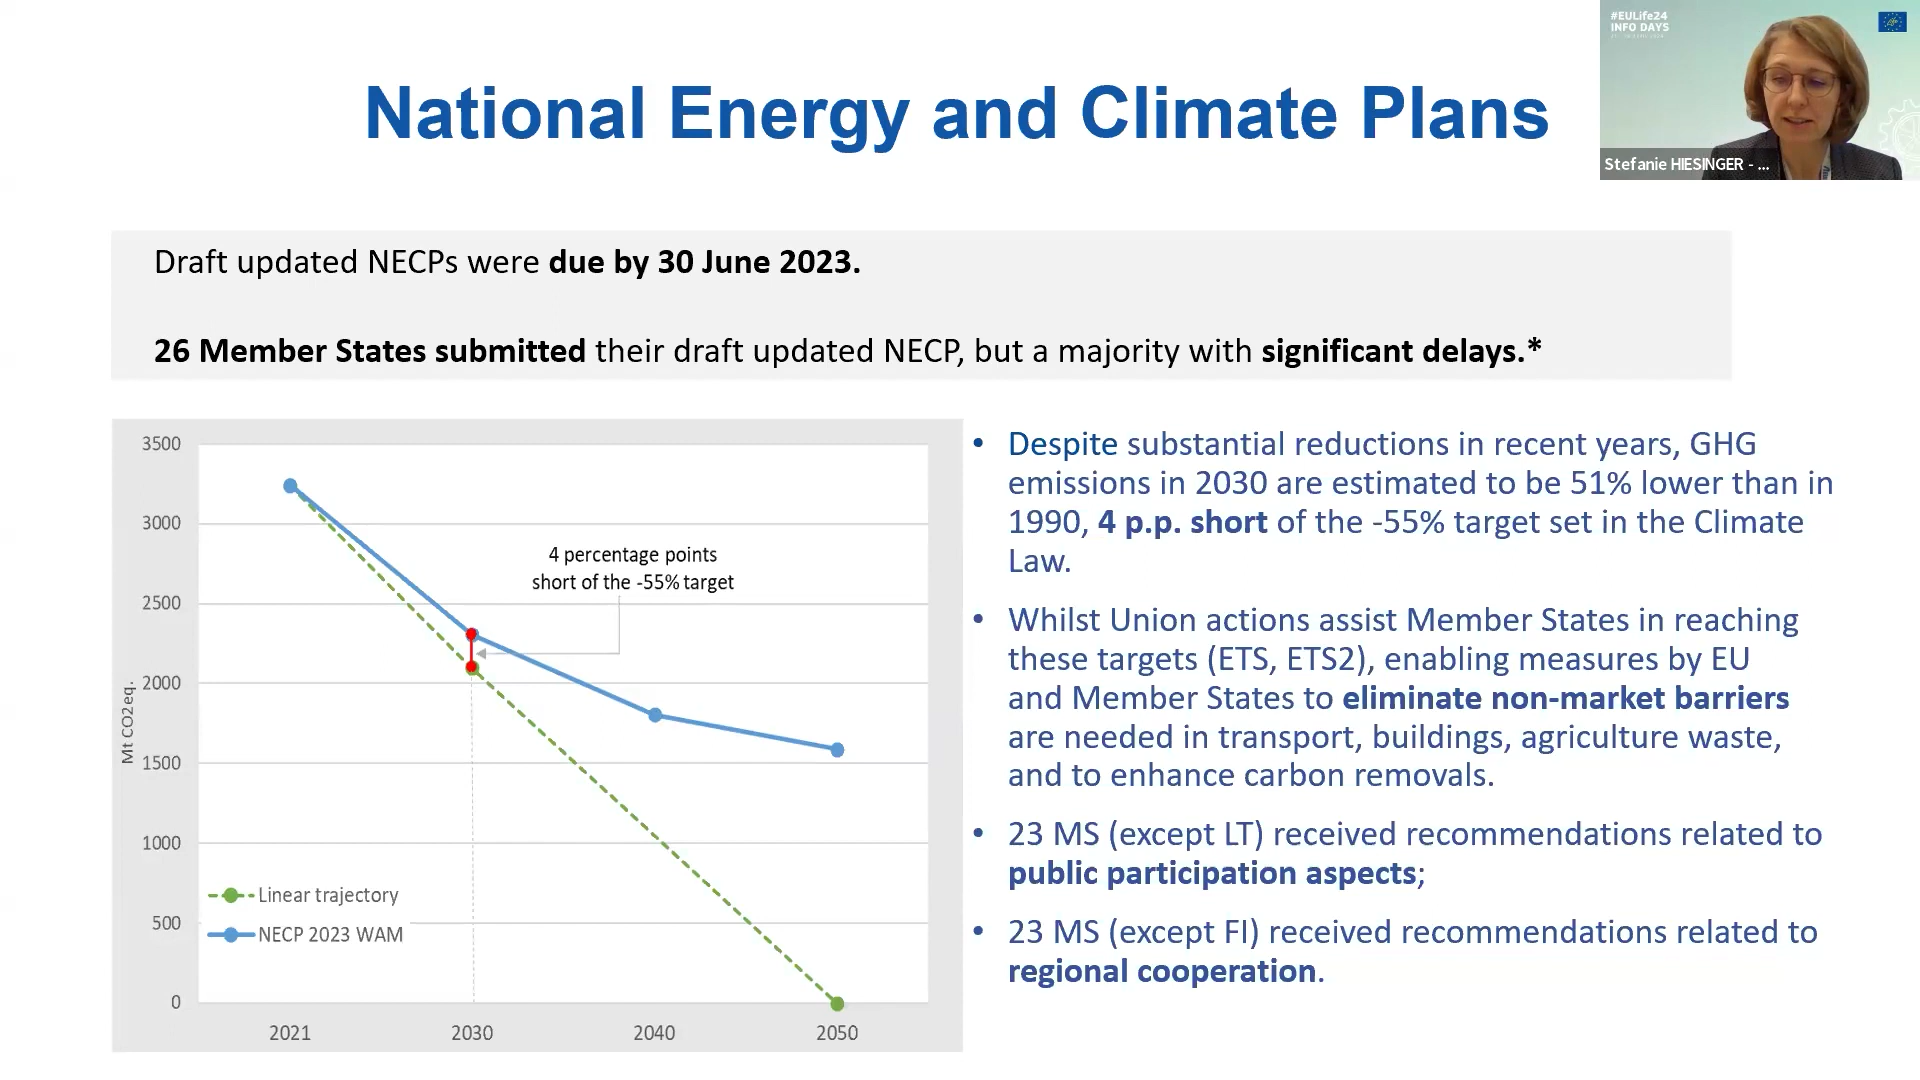 #EULife24
INFO DAYS
National Energy and Climate Plans
Stefanie HIESINGER - ...
Draft updated NECPs were due by 30 June 2023.
26 Member States submitted their draft updated NECP, but a majority with significant delays.*
3500
3000
2500
2000
1500
1000
500
0
Mt CO2eq.
4 percentage points
short of the -55% target
Linear trajectory
NECP 2023 WAM
2021
2030
2040
2050
• Despite substantial reductions in recent years, GHG
emissions in 2030 are estimated to be 51% lower than in
1990, 4 p.p. short of the -55% target set in the Climate
Law.
• Whilst Union actions assist Member States in reaching
these targets (ETS, ETS2), enabling measures by EU
and Member States to eliminate non-market barriers
are needed in transport, buildings, agriculture waste,
and to enhance carbon removals.
• 23 MS (except LT) received recommendations related to
public participation aspects;
• 23 MS (except FI) received recommendations related to
regional cooperation.